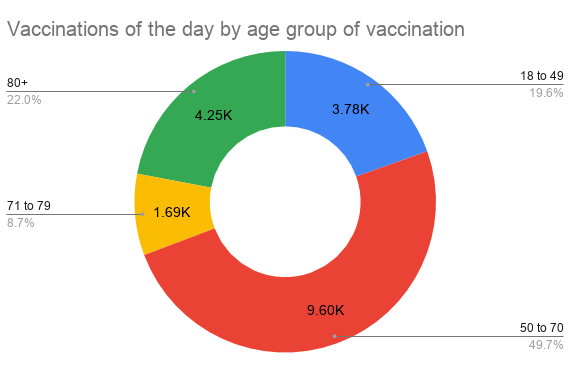 Vaccinations of the day by age group of vaccination
80+
22.0%
18 to 49
19.6%
4.25K
3.78K
71 to 79
8.7%
1.69K
9.60K
50 to 70
49.7%